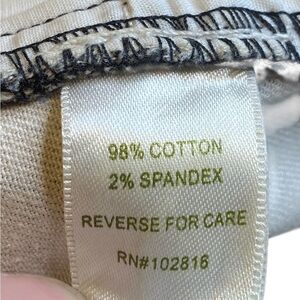 98% COTTON
2% SPANDEX
REVERSE FOR CARE
RN#102816